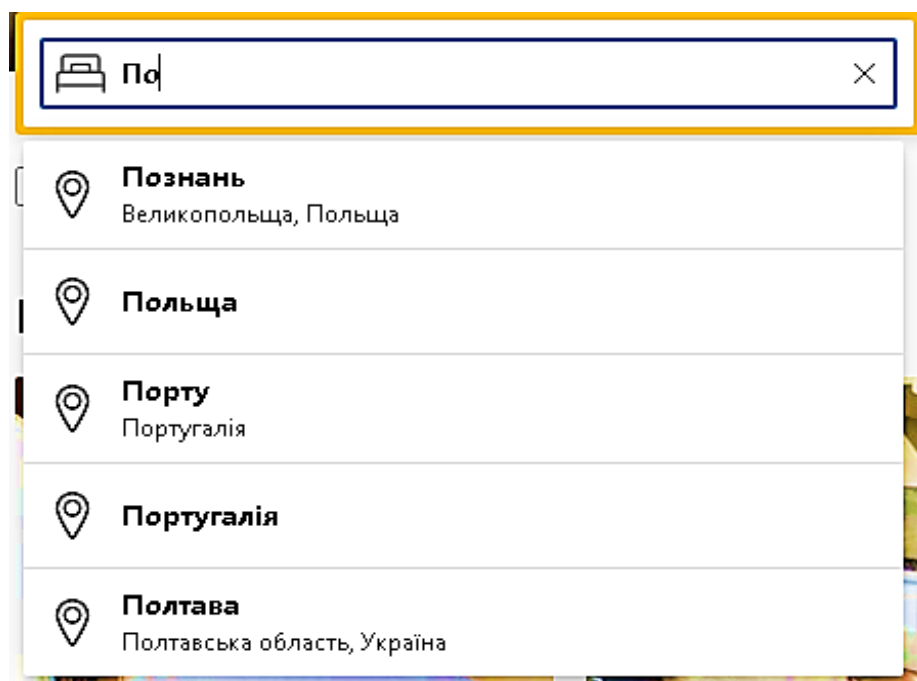 По
Познань
Великопольща, Польща
Польща
Порту
Португалія
Португалія
Полтава
Полтавська область, Україна